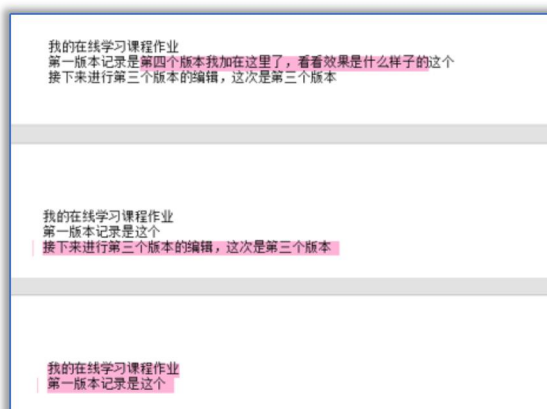 我的在线学习课程作业
第一版本记录是第四个版本我加在这里了，看看效果是什么样子的这个
接下来进行第三个版本的编辑，这次是第三个版本
我的在线学习课程作业
第一版本记录是这个
接下来进行第三个版本的编辑，这次是第三个版本
我的在线学习课程作业
第一版本记录是这个